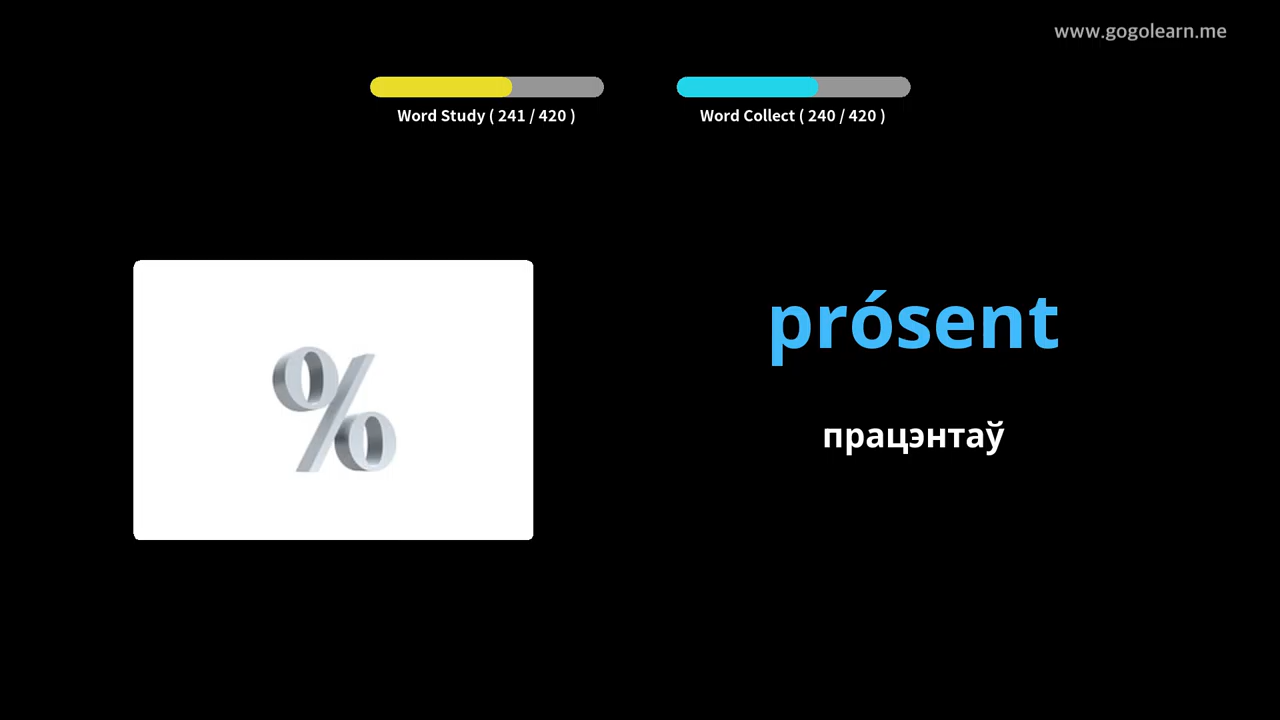 www.gogolearn.me
Word Study ( 241 / 420 )
Word Collect ( 240 / 420 )
%
prósent
працэнтаў